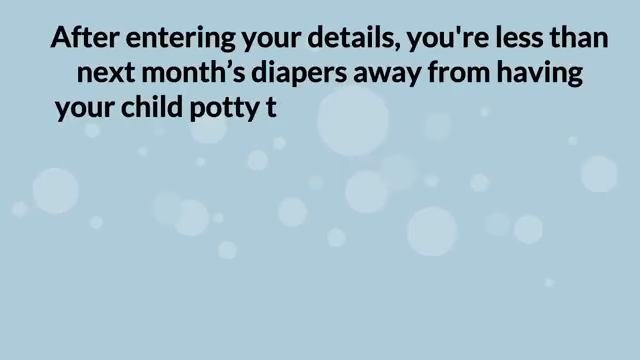 After entering your details, you're less than
next month’s diapers away from having
your child potty t